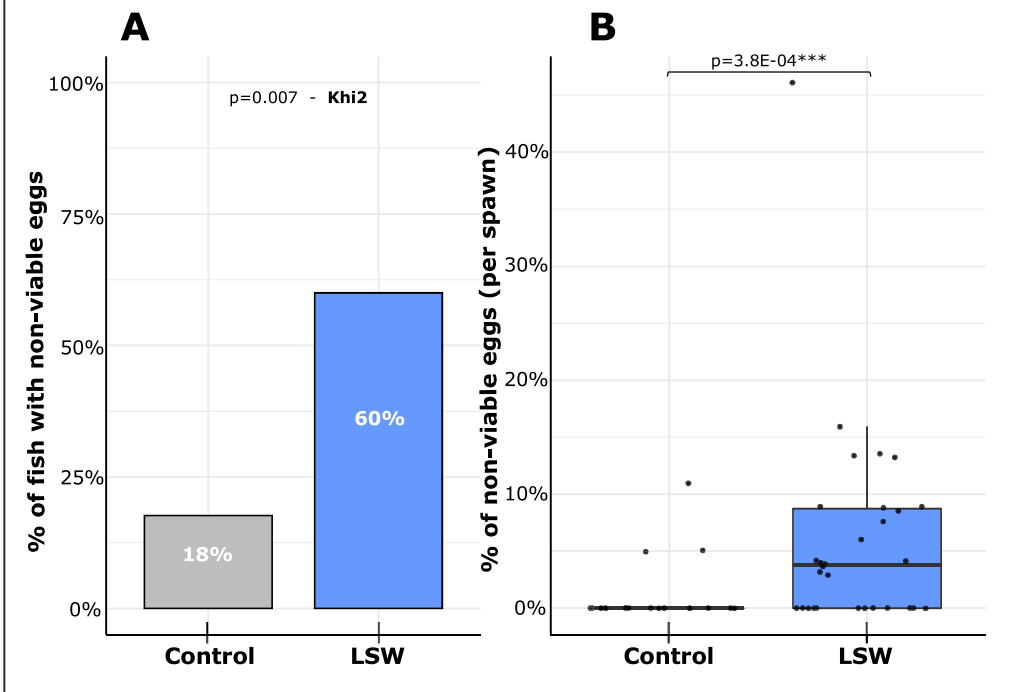 A
% of fish with non-viable eggs
100%
75%
50%
25%
0%
p=0.007 - Khi2
18%
60%
Control
LSW
B
% of non-viable eggs (per spawn)
40%
30%
20%
10%
0%
p=3.8E-04***
Control
LSW